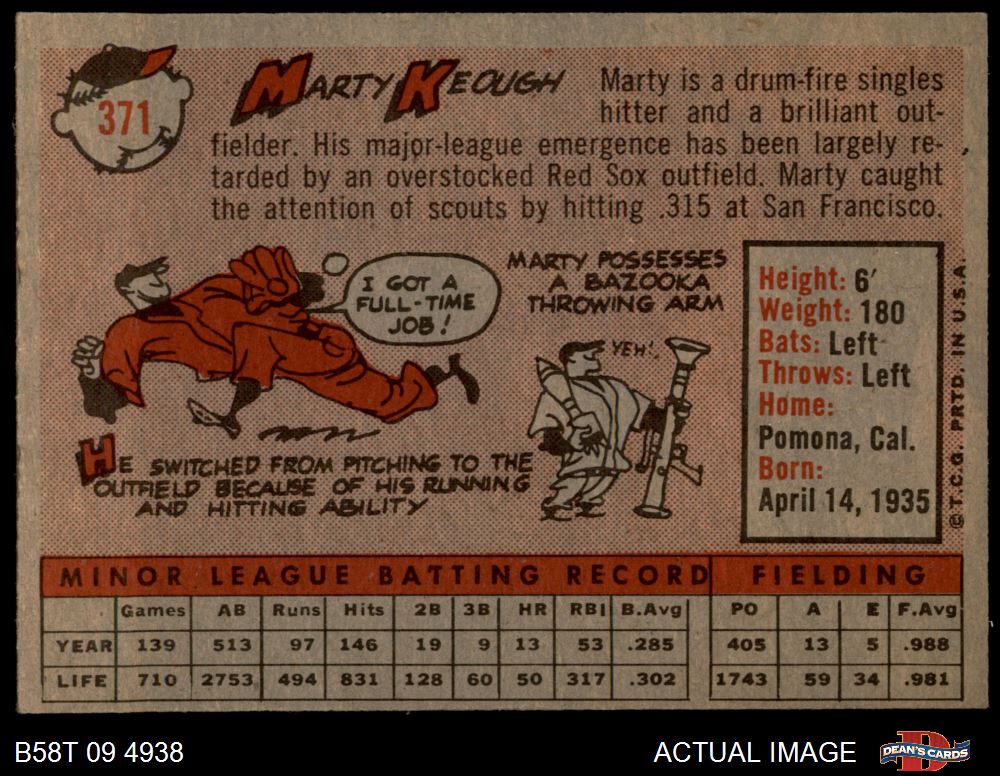 371
MARTY KEOUGH
Marty is a drum-fire singles
hitter and a brilliant out-
fielder. His major-league emergence has been largely re-
tarded by an overstocked Red Sox outfield. Marty caught
the attention of scouts by hitting .315 at San Francisco.
I GOT A
FULL-TIME
JOB!
HE SWITCHED FROM PITCHING TO THE
OUTFIELD BECAUSE OF HIS RUNNING
AND HITTING ABILITY
MARTY POSSESSES
A BAZOOKA
THROWING ARM
YEH!
Height: 6'
Weight: 180
Bats: Left
Throws: Left
Home:
Pomona, Cal.
Born:
April 14, 1935
© T.C.G. PRTD. IN U.S.A.
MINOR LEAGUE BATTING RECORD FIELDING
Games AB Runs Hits 2B 3B HR RBI B.Avg PO A E F.Avg
YEAR 139 513 97 146 19 9 13 53 .285 405 13 5 .988
LIFE 710 2753 494 831 128 60 50 317 .302 1743 59 34 .981
B58T 09 4938 ACTUAL IMAGE
D
DEAN'S CARDS